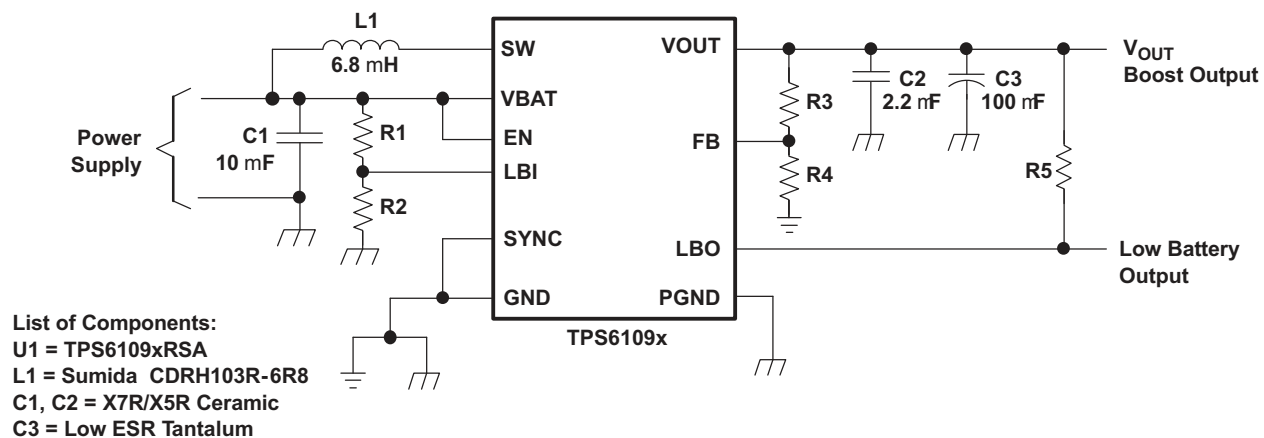 L1
6.8 mH
SW
VOUT
VOUT
Boost Output
C2
2.2 mF
C3
100 mF
R3
VBAT
Power
Supply
C1
10 mF
R1
EN
FB
LBI
R4
R5
R2
SYNC
LBO
Low Battery
Output
GND
PGND
TPS6109x
List of Components:
U1 = TPS6109xRSA
L1 = Sumida CDRH103R-6R8
C1, C2 = X7R/X5R Ceramic
C3 = Low ESR Tantalum